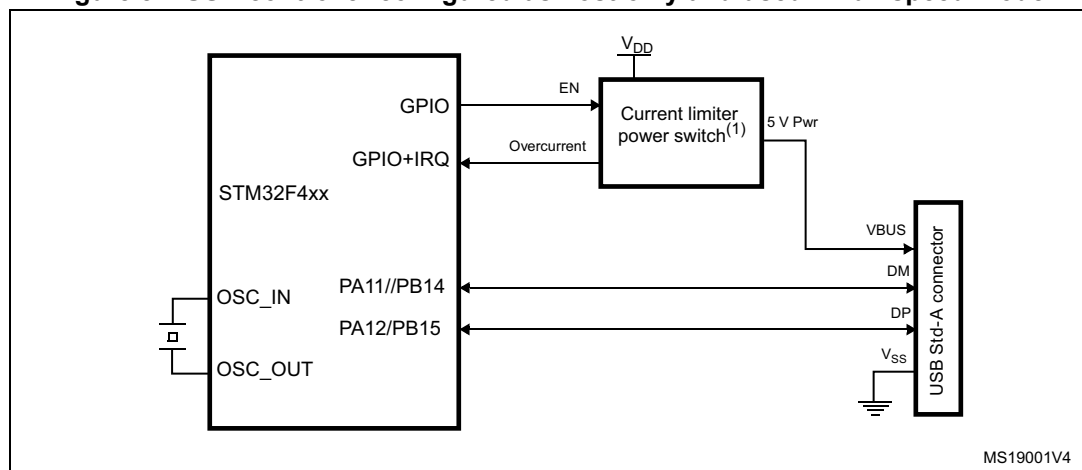 V_DD
EN
GPIO
Current limiter
power switch(1)
5 V Pwr
Overcurrent
GPIO+IRQ
STM32F4xx
VBUS
DM
PA11//PB14
OSC_IN
DP
PA12/PB15
V_SS
OSC_OUT
USB Std-A connector
MS19001V4